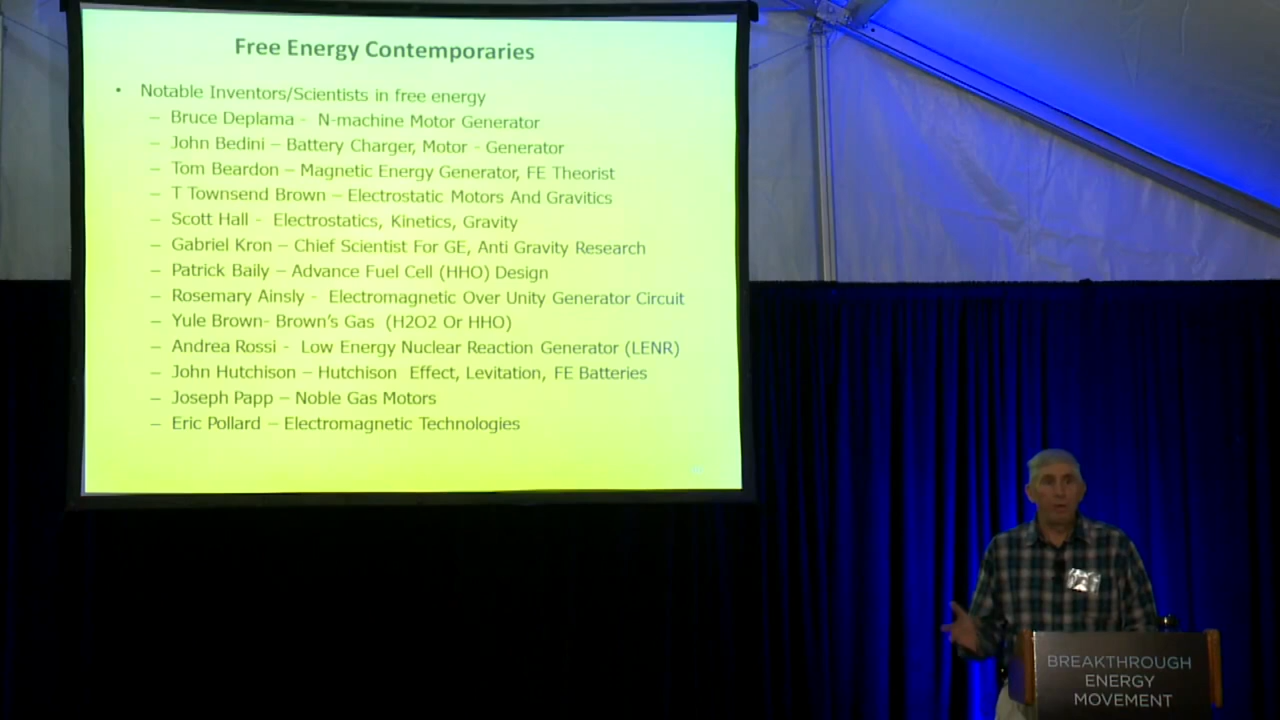 Free Energy Contemporaries
• Notable Inventors/Scientists in free energy
– Bruce Deplama - N-machine Motor Generator
– John Bedini – Battery Charger, Motor - Generator
– Tom Beardon – Magnetic Energy Generator, FE Theorist
– T Townsend Brown – Electrostatic Motors And Gravitics
– Scott Hall - Electrostatics, Kinetics, Gravity
– Gabriel Kron – Chief Scientist For GE, Anti Gravity Research
– Patrick Baily – Advance Fuel Cell (HHO) Design
– Rosemary Ainsly - Electromagnetic Over Unity Generator Circuit
– Yule Brown- Brown's Gas (H2O2 Or HHO)
– Andrea Rossi - Low Energy Nuclear Reaction Generator (LENR)
– John Hutchison – Hutchison Effect, Levitation, FE Batteries
– Joseph Papp – Noble Gas Motors
– Eric Pollard – Electromagnetic Technologies
BREAKTHROUGH
ENERGY
MOVEMENT